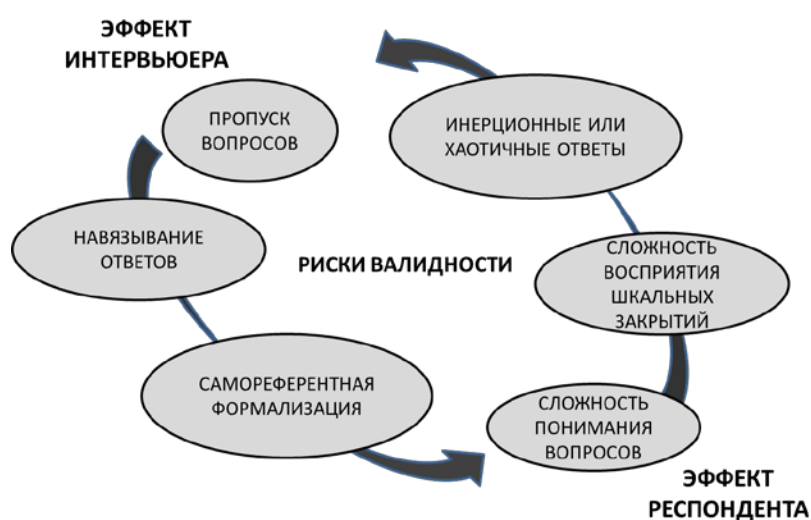 ЭФФЕКТ
ИНТЕРВЬЮЕРА
ПРОПУСК
ВОПРОСОВ
ИНЕРЦИОННЫЕ ИЛИ
ХАОТИЧНЫЕ ОТВЕТЫ
НАВЯЗЫВАНИЕ
ОТВЕТОВ
РИСКИ ВАЛИДНОСТИ
СЛОЖНОСТЬ
ВОСПРИЯТИЯ
ШКАЛЬНЫХ
ЗАКРЫТИЙ
САМОРЕФЕРЕНТНАЯ
ФОРМАЛИЗАЦИЯ
СЛОЖНОСТЬ
ПОНИМАНИЯ
ВОПРОСОВ
ЭФФЕКТ
РЕСПОНДЕНТА